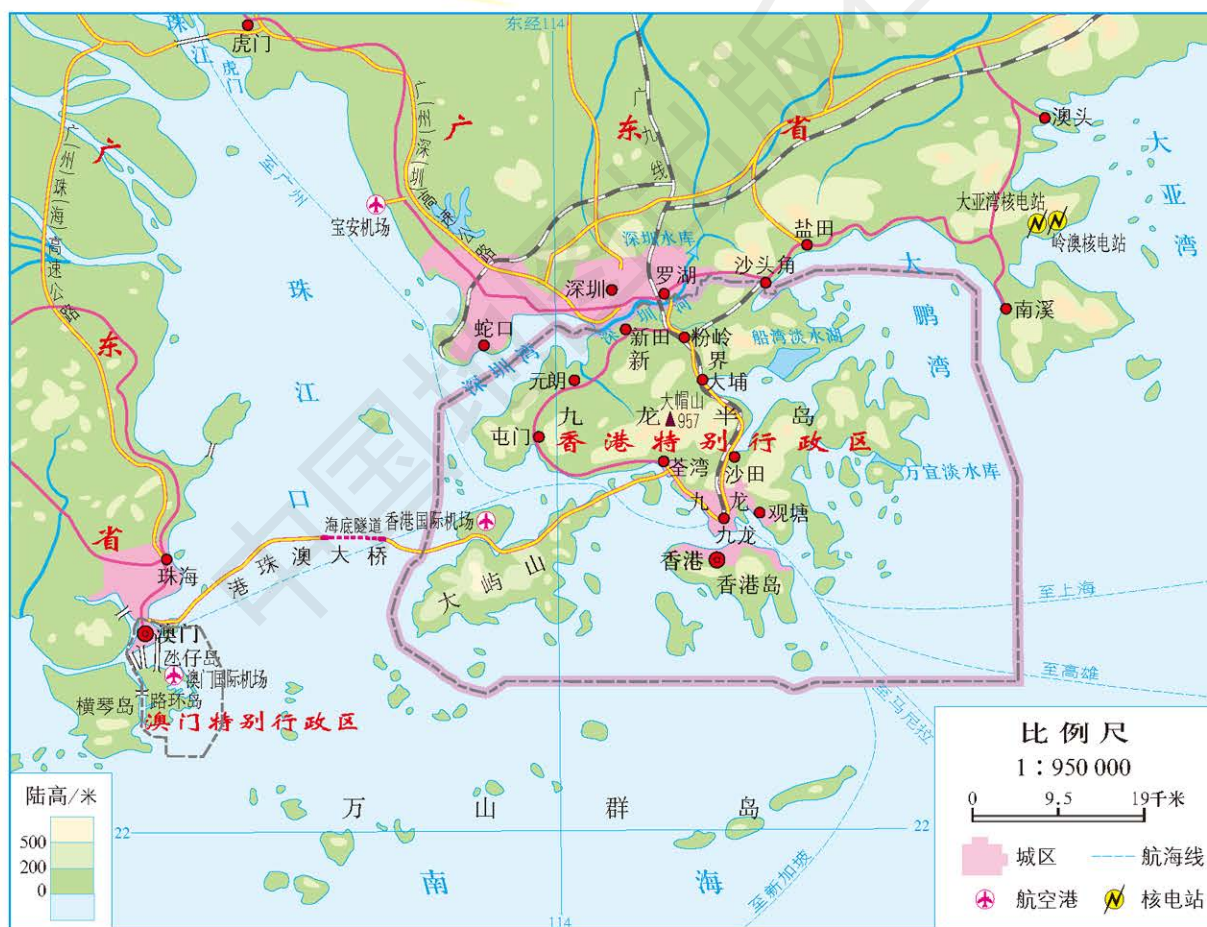 东经114
珠
江
虎门
虎
门
广
东
省
广
东
省
广(州)珠(海)高速公路
广(州)深(圳)高速公路
广
九
线
至广州
澳头
大
亚
湾
大亚湾核电站
岭澳核电站
宝安机场
盐田
深圳水库
珠
江
口
深圳
罗湖
沙头角
大
鹏
湾
南溪
蛇口
深圳湾
深圳河
新田
粉岭
新
界
船湾淡水湖
元朗
大埔
大帽山
957
九龙半岛
屯门
香港特别行政区
荃湾
沙田
万宜淡水库
九龙
观塘
九龙
海底隧道
香港国际机场
港珠澳大桥
香港
香港岛
大屿山
珠海
至上海
澳门
氹仔岛
澳门国际机场
至高雄
横琴岛
路环岛
至马尼拉
澳门特别行政区
万山群岛
22
22
南海
至新加坡
114
陆高/米
500
200
0
比例尺
1：950 000
0 9.5 19千米
城区
航海线
航空港
核电站